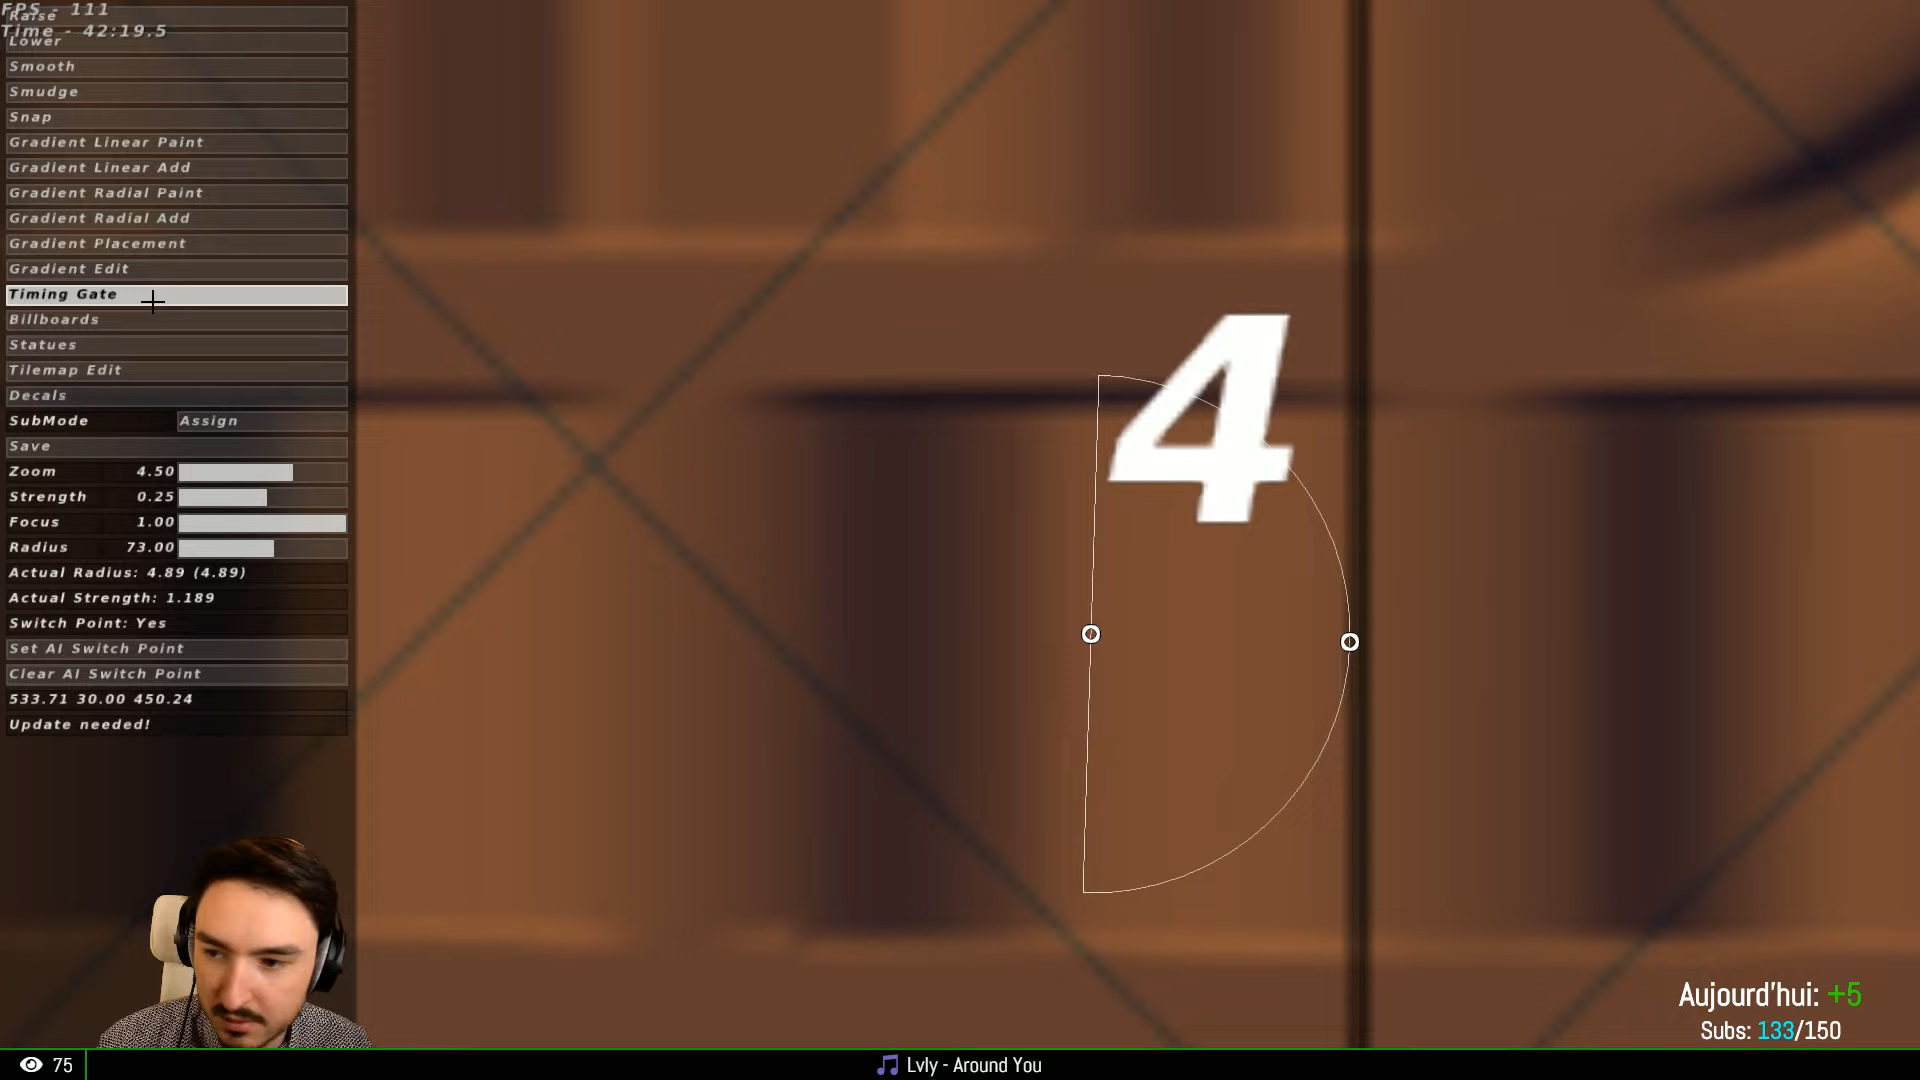 FPS - 111
Raise
Time - 42:19.5
Lower
Smooth
Smudge
Snap
Gradient Linear Paint
Gradient Linear Add
Gradient Radial Paint
Gradient Radial Add
Gradient Placement
Gradient Edit
Timing Gate
Billboards
Statues
Tilemap Edit
Decals
SubMode Assign
Save
Zoom 4.50
Strength 0.25
Focus 1.00
Radius 73.00
Actual Radius: 4.89 (4.89)
Actual Strength: 1.189
Switch Point: Yes
Set AI Switch Point
Clear AI Switch Point
533.71 30.00 450.24
Update needed!
4
Aujourd'hui: +5
Subs: 133/150
75
Lvly - Around You